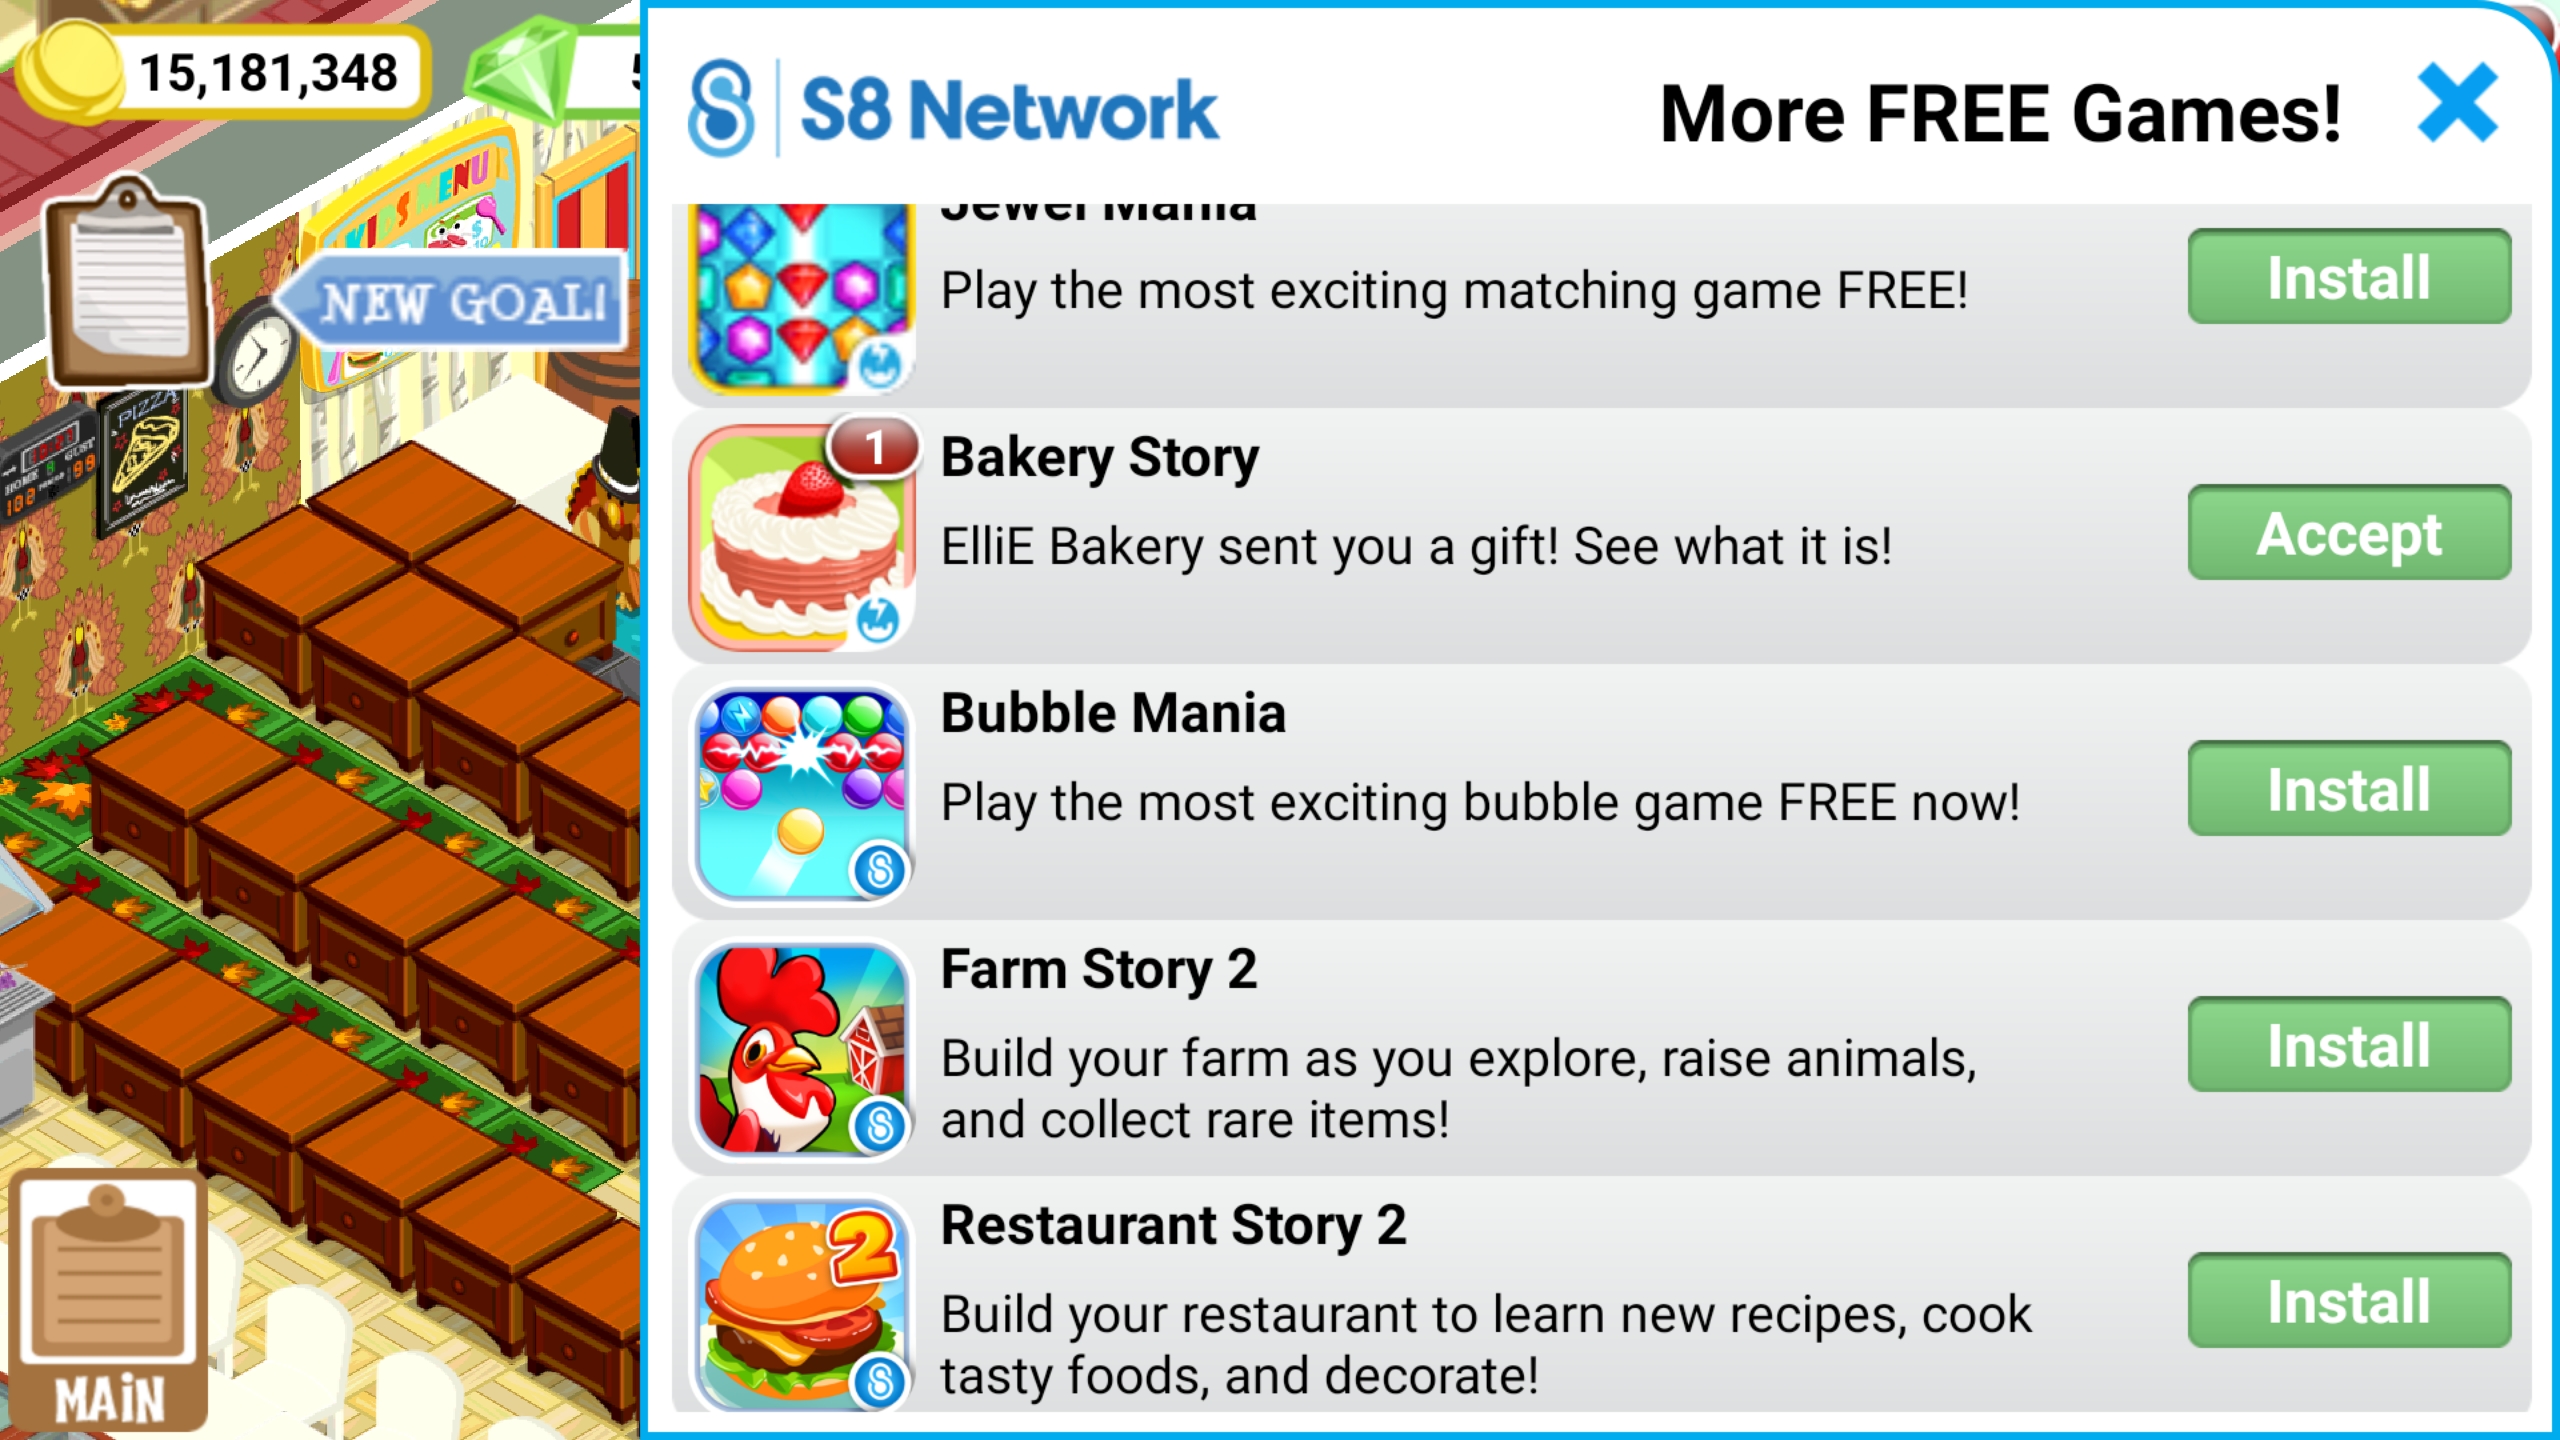 15,181,348
S8 Network
More FREE Games!
KIDS MENU
NEW GOAL!
PIZZA
HOME
GUST
Jewel Mania
Play the most exciting matching game FREE!
Install
1
Bakery Story
ElliE Bakery sent you a gift! See what it is!
Accept
Bubble Mania
Play the most exciting bubble game FREE now!
Install
Farm Story 2
Build your farm as you explore, raise animals,
and collect rare items!
Install
2
Restaurant Story 2
Build your restaurant to learn new recipes, cook
tasty foods, and decorate!
Install
MAiN